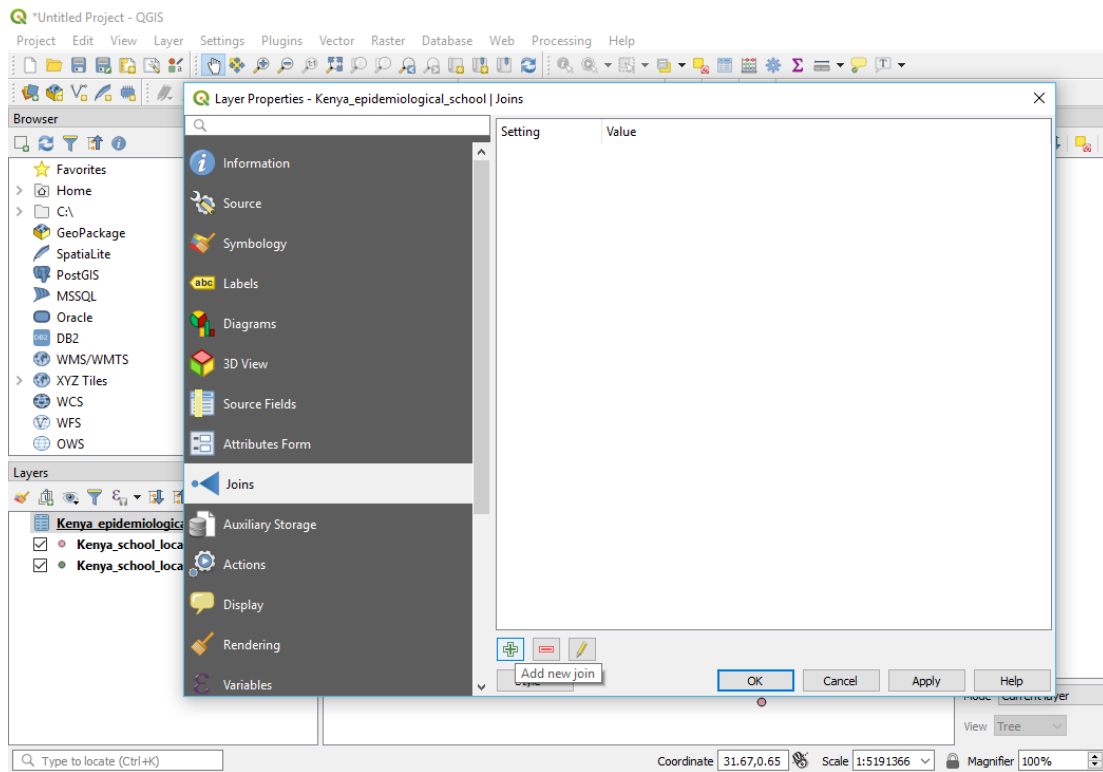 *Untitled Project - QGIS
Project Edit View Layer Settings Plugins Vector Raster Database Web Processing Help
Layer Properties - Kenya_epidemiological_school | Joins
Browser
Favorites
Home
C:\
GeoPackage
SpatiaLite
PostGIS
MSSQL
Oracle
DB2
WMS/WMTS
XYZ Tiles
WCS
WFS
OWS
Layers
Kenya_epidemiologica
Kenya_school_loca
Kenya_school_loca
Information
Source
Symbology
abc Labels
Diagrams
3D View
Source Fields
Attributes Form
Joins
Auxiliary Storage
Actions
Display
Rendering
Variables
Setting Value
Add new join
OK Cancel Apply Help
Mode Current layer
View Tree
Type to locate (Ctrl+K) Coordinate 31.67,0.65 Scale 1:5191366 Magnifier 100%